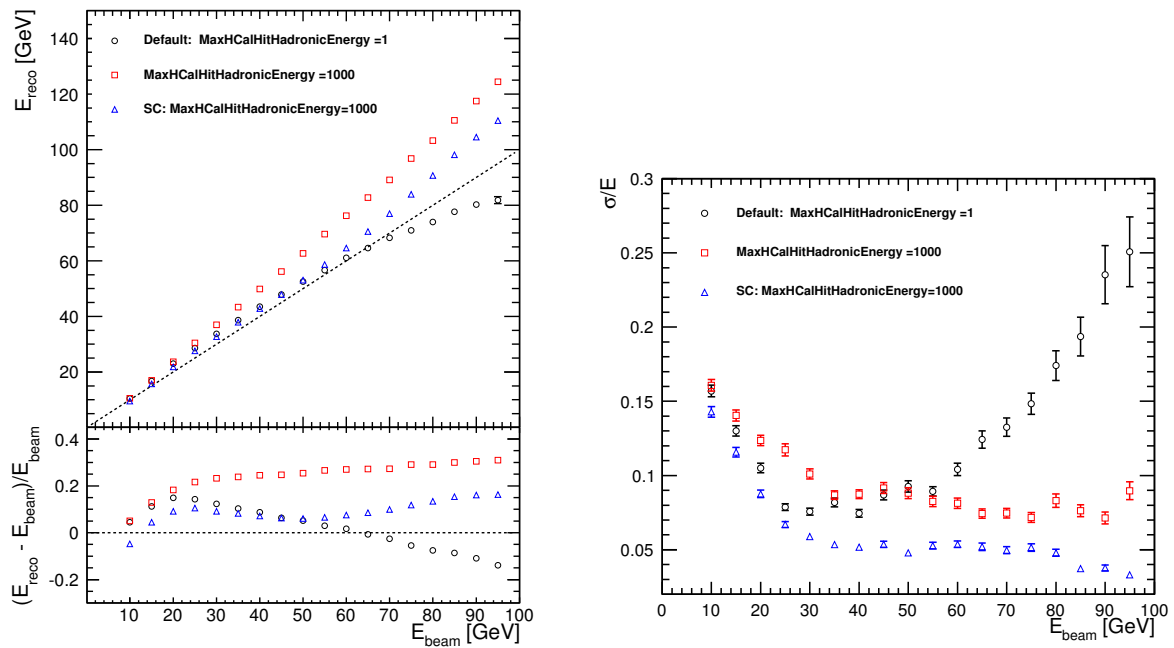 E_reco [GeV]
140
120
100
80
60
40
20
Default: MaxHCalHitHadronicEnergy =1
MaxHCalHitHadronicEnergy =1000
SC: MaxHCalHitHadronicEnergy=1000
(E_reco - E_beam)/E_beam
0.4
0.2
0
-0.2
10 20 30 40 50 60 70 80 90 100
E_beam [GeV]
σ/E
0.3
0.25
0.2
0.15
0.1
0.05
Default: MaxHCalHitHadronicEnergy =1
MaxHCalHitHadronicEnergy =1000
SC: MaxHCalHitHadronicEnergy=1000
0 10 20 30 40 50 60 70 80 90 100
E_beam [GeV]